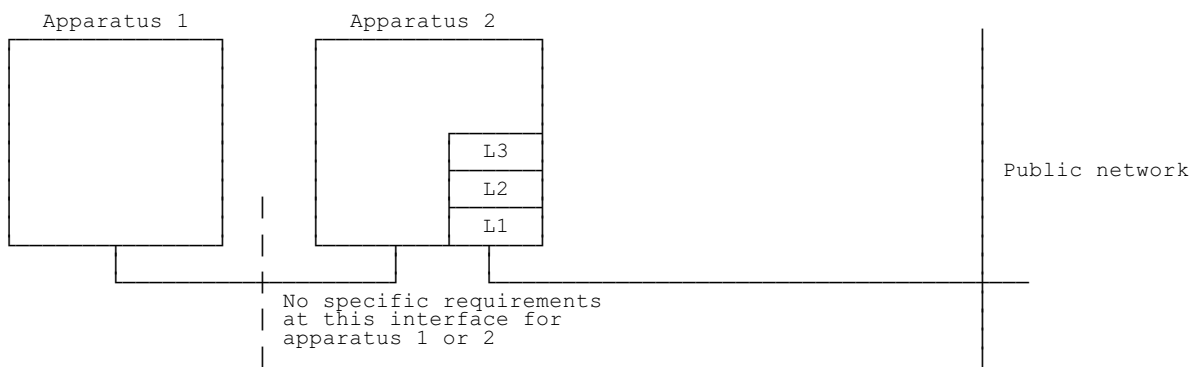 Apparatus 1
Apparatus 2
L3
Public network
L2
L1
No specific requirements
at this interface for
apparatus 1 or 2